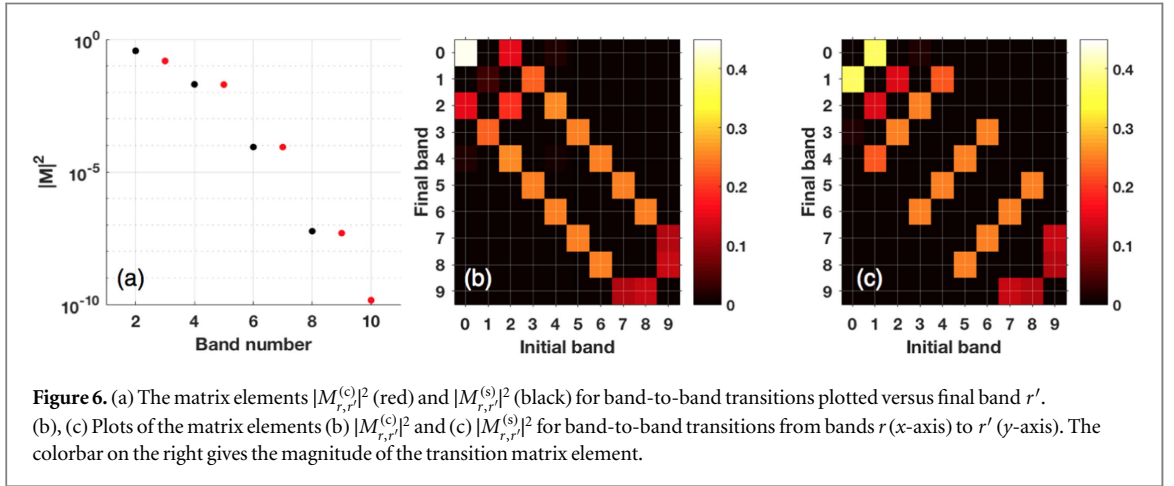 10^0
10^-5
10^-10
|M|^2
(a)
2 4 6 8 10
Band number
0
1
2
3
4
5
6
7
8
9
Final band
(b)
0 1 2 3 4 5 6 7 8 9
Initial band
0.4
0.3
0.2
0.1
0
0
1
2
3
4
5
6
7
8
9
Final band
(c)
0 1 2 3 4 5 6 7 8 9
Initial band
0.4
0.3
0.2
0.1
0
Figure 6. (a) The matrix elements |M_{r,r′}^{(c)}|^2 (red) and |M_{r,r′}^{(s)}|^2 (black) for band-to-band transitions plotted versus final band r′.
(b), (c) Plots of the matrix elements (b) |M_{r,r′}^{(c)}|^2 and (c) |M_{r,r′}^{(s)}|^2 for band-to-band transitions from bands r (x-axis) to r′ (y-axis). The
colorbar on the right gives the magnitude of the transition matrix element.